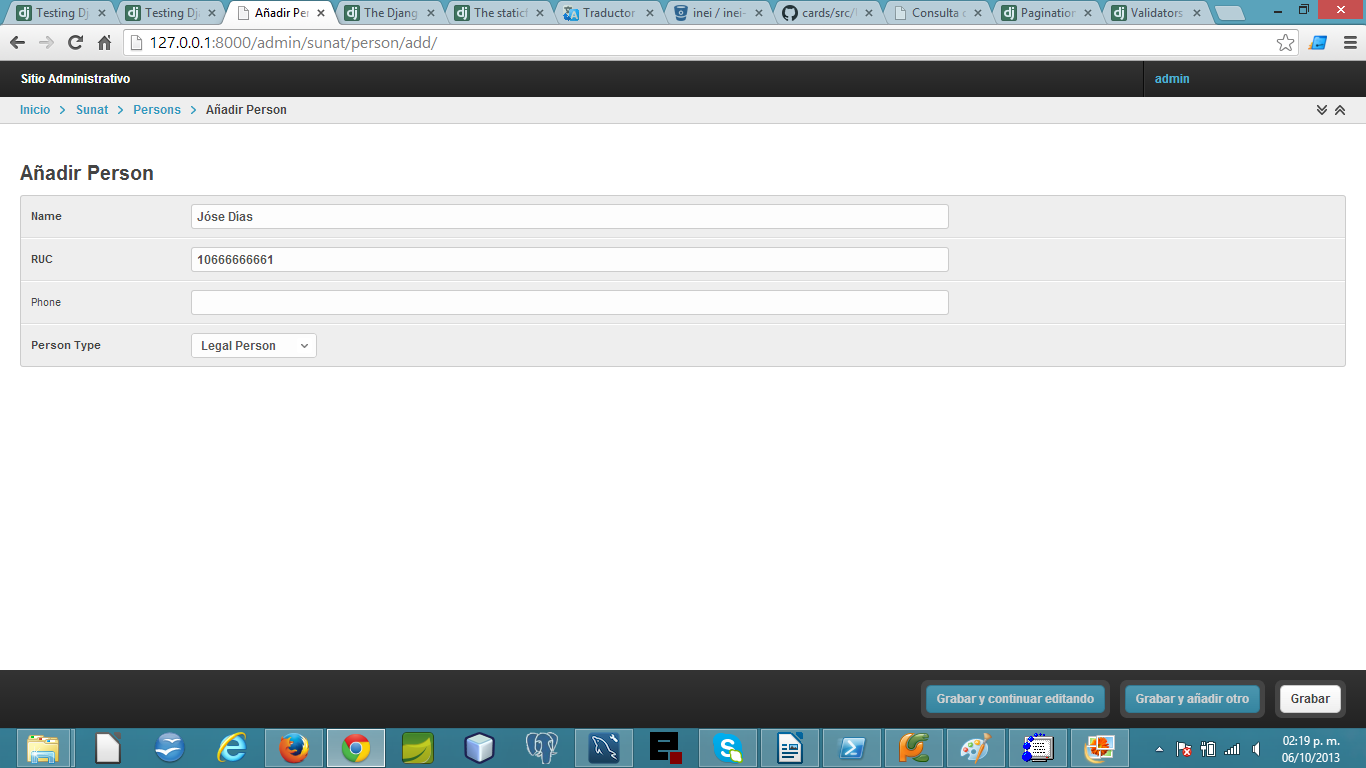 Testing Dj
Testing Dj
Añadir Per
The Djang
The staticf
Traductor
inei / inei-
cards/src/
Consulta
Pagination
Validators
127.0.0.1:8000/admin/sunat/person/add/
Sitio Administrativo
admin
Inicio > Sunat > Persons > Añadir Person
Añadir Person
Name
Jóse Dias
RUC
10666666661
Phone
Person Type
Legal Person
Grabar y continuar editando
Grabar y añadir otro
Grabar
02:19 p. m.
06/10/2013